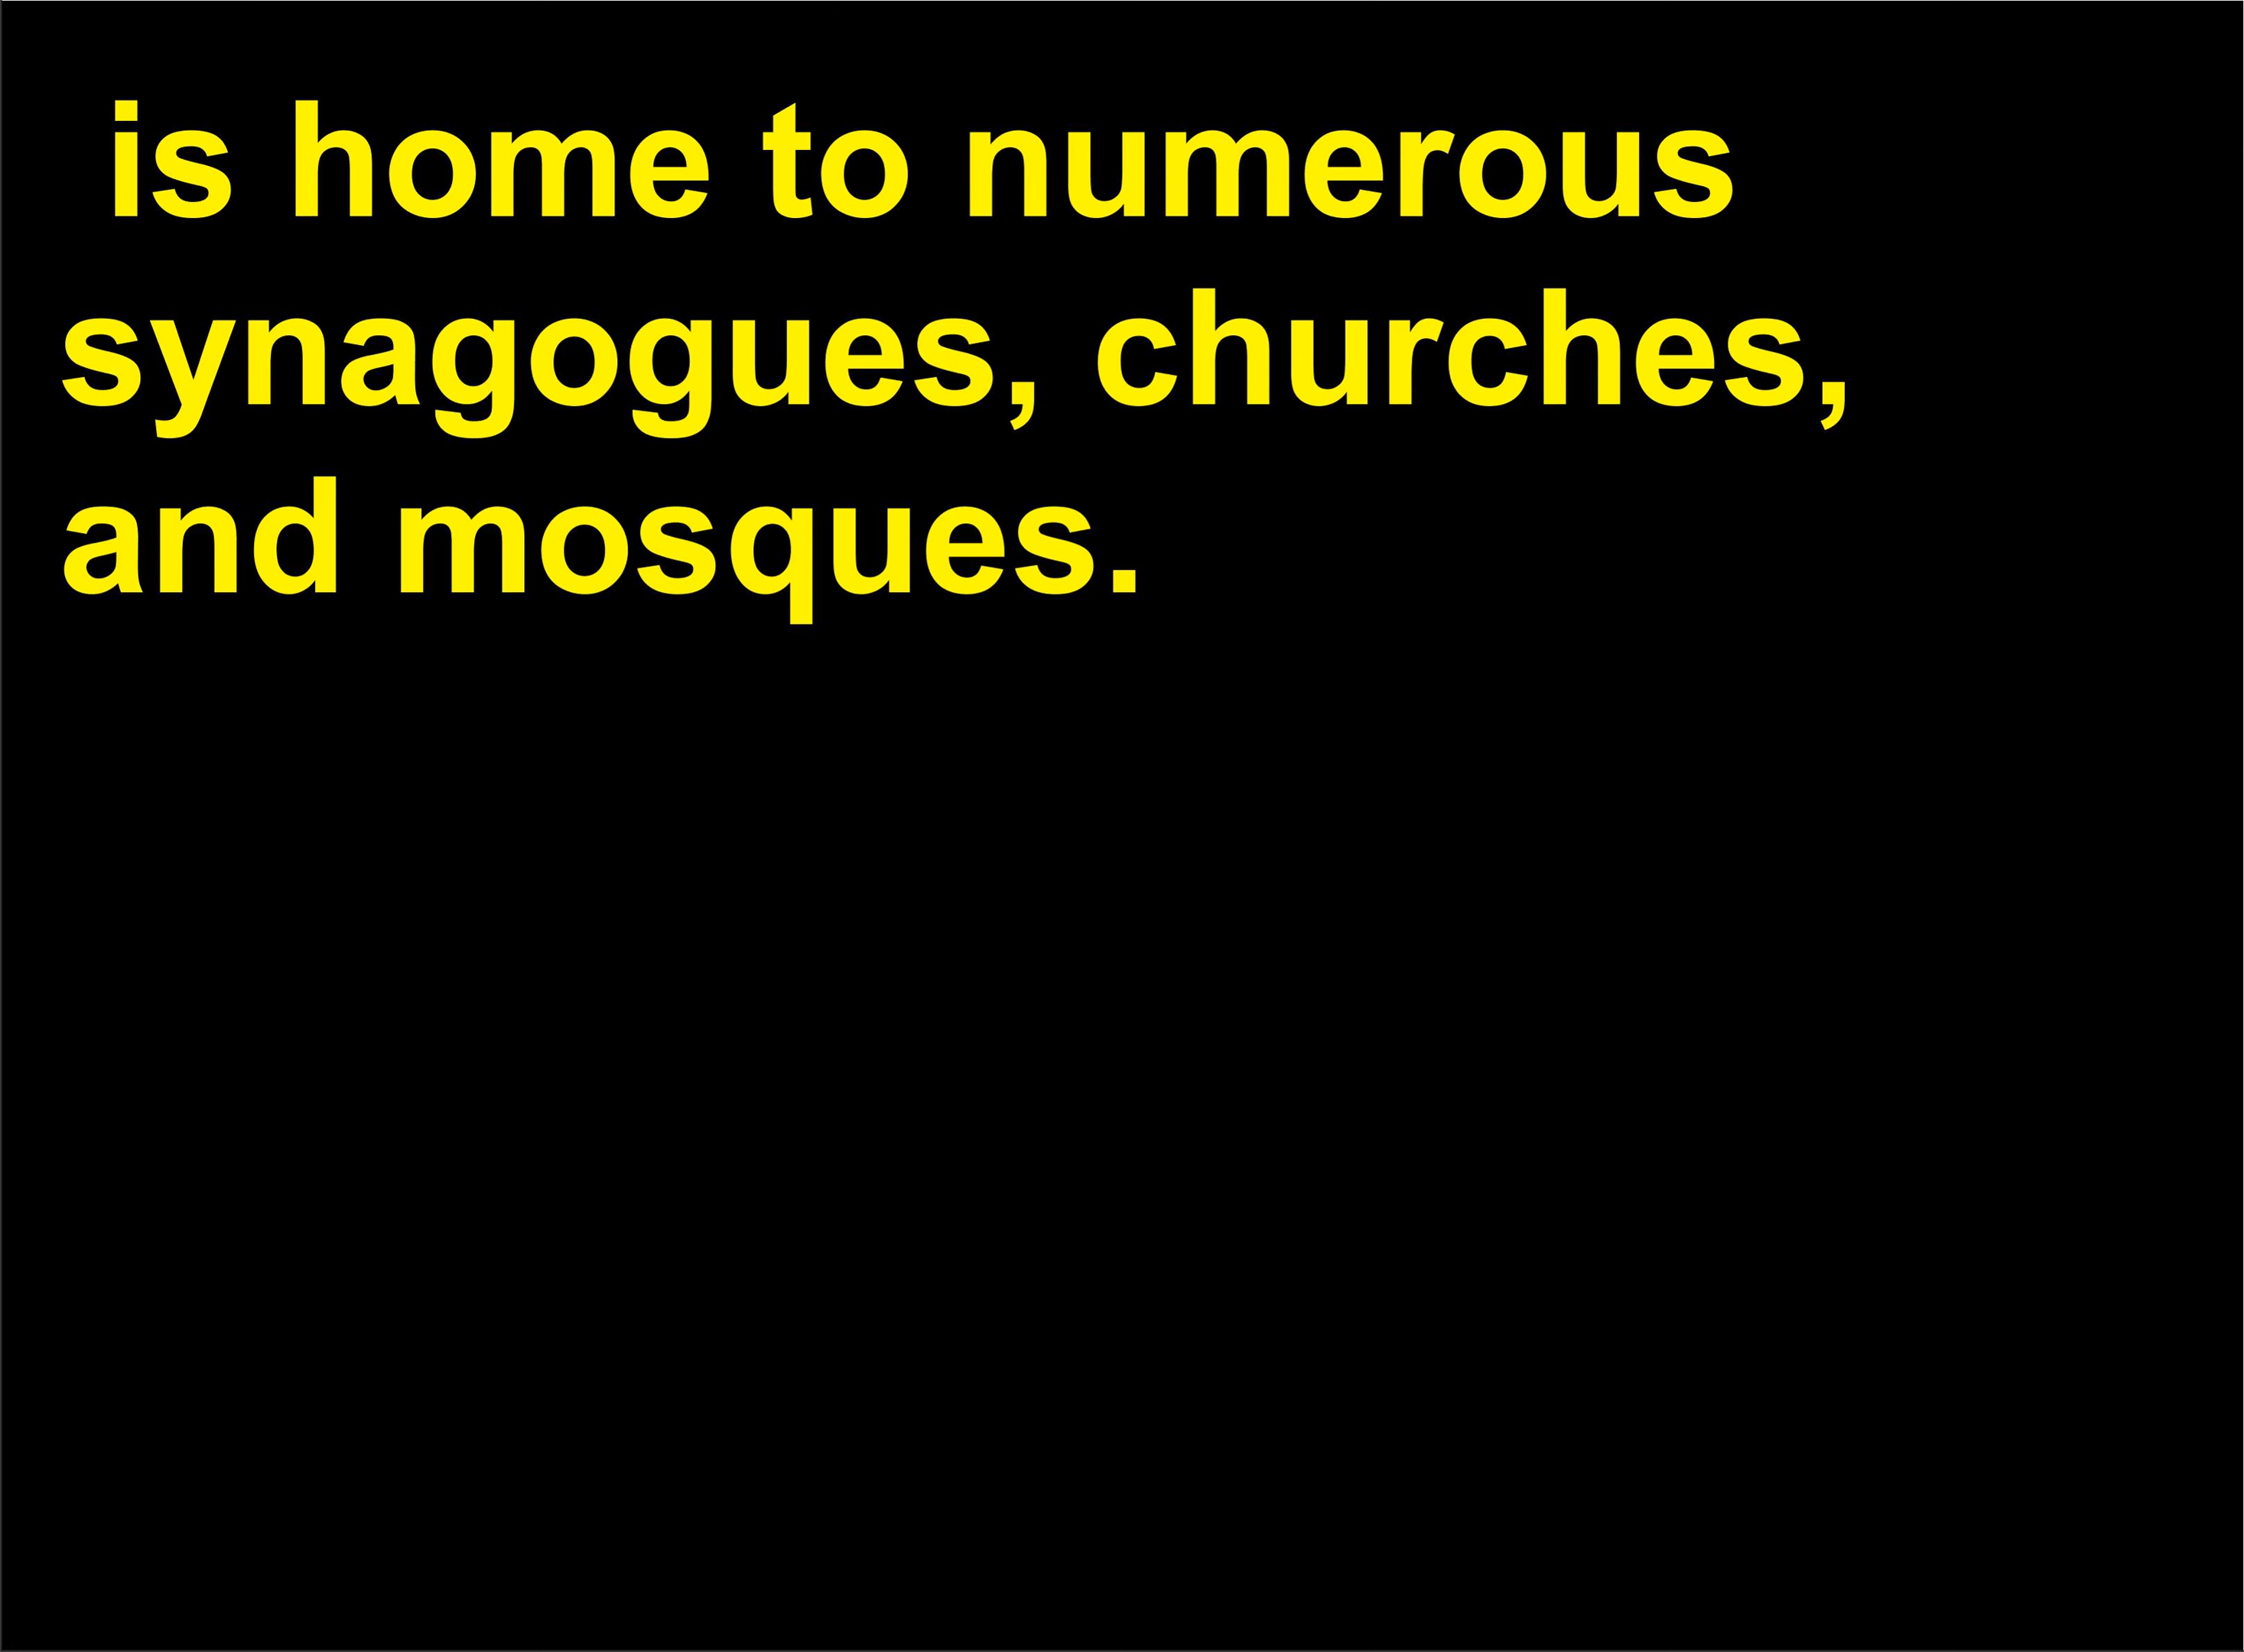 is home to numerous
synagogues, churches,
and mosques.